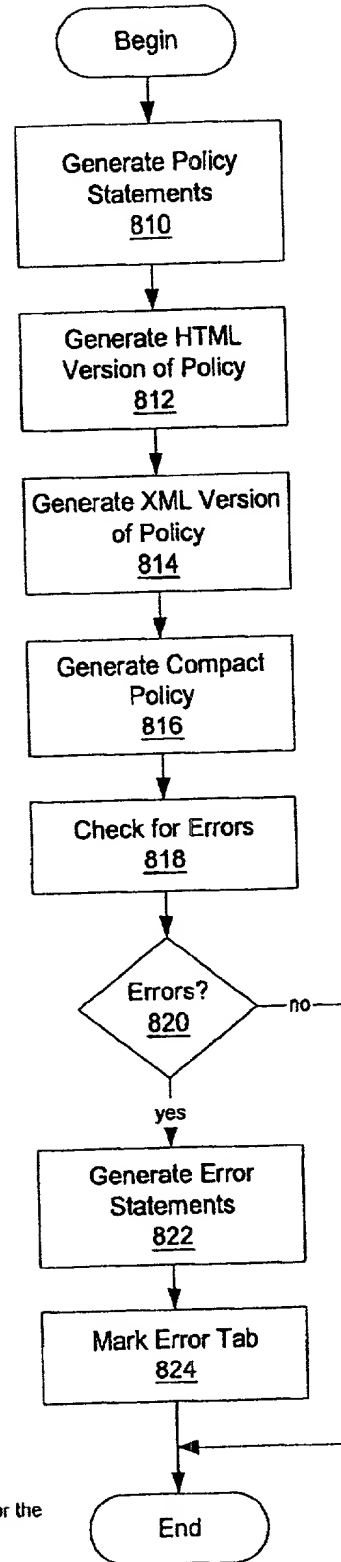 Begin
Generate Policy
Statements
810
Generate HTML
Version of Policy
812
Generate XML Version
of Policy
814
Generate Compact
Policy
816
Check for Errors
818
Errors?
820
no
yes
Generate Error
Statements
822
Mark Error Tab
824
or the
End